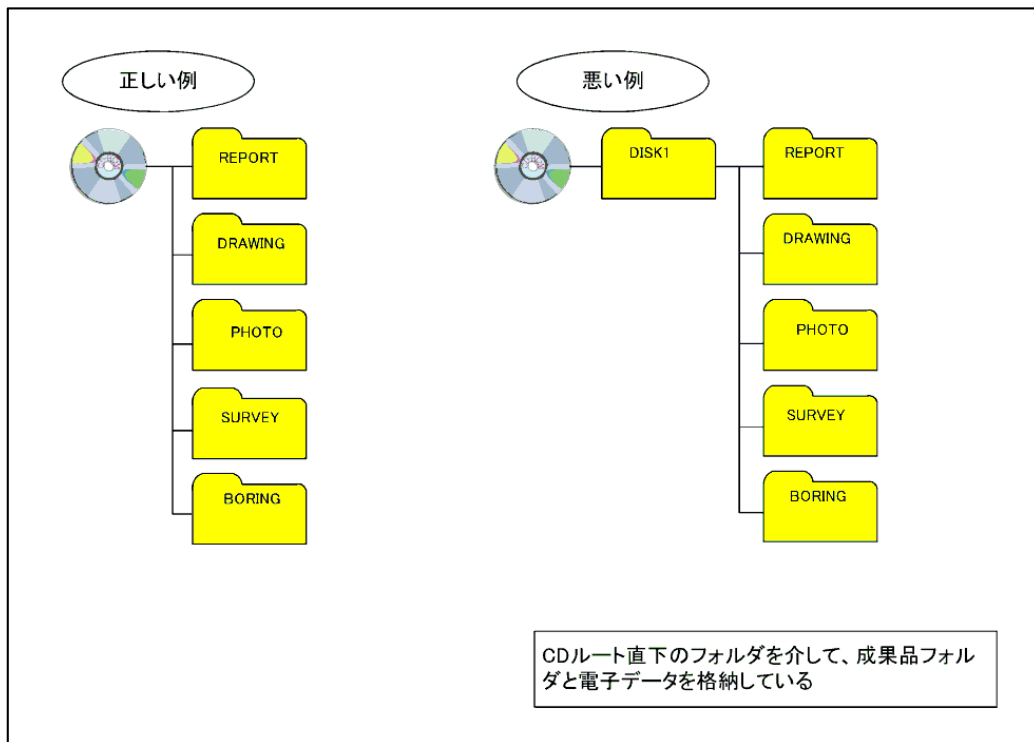 正しい例
REPORT
DRAWING
PHOTO
SURVEY
BORING
悪い例
DISK1
REPORT
DRAWING
PHOTO
SURVEY
BORING
CDルート直下のフォルダを介して、成果品フォル
ダと電子データを格納している